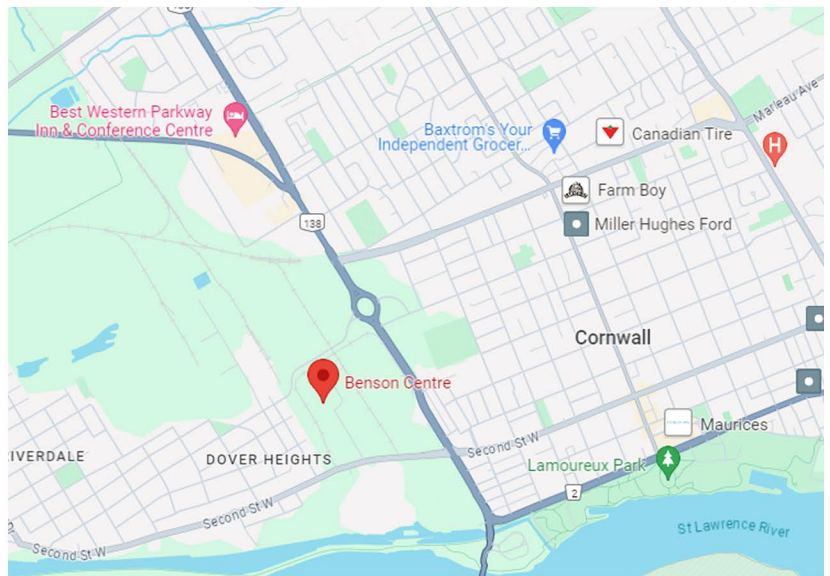 Best Western Parkway
Inn & Conference Centre
Baxtrom's Your
Independent Grocer...
Canadian Tire
Marleau Ave
H
Farm Boy
138
Miller Hughes Ford
Cornwall
Benson Centre
Maurices
Second St W
RIVERDALE
DOVER HEIGHTS
Lamoureux Park
2
Second St W
St Lawrence River
Second St W